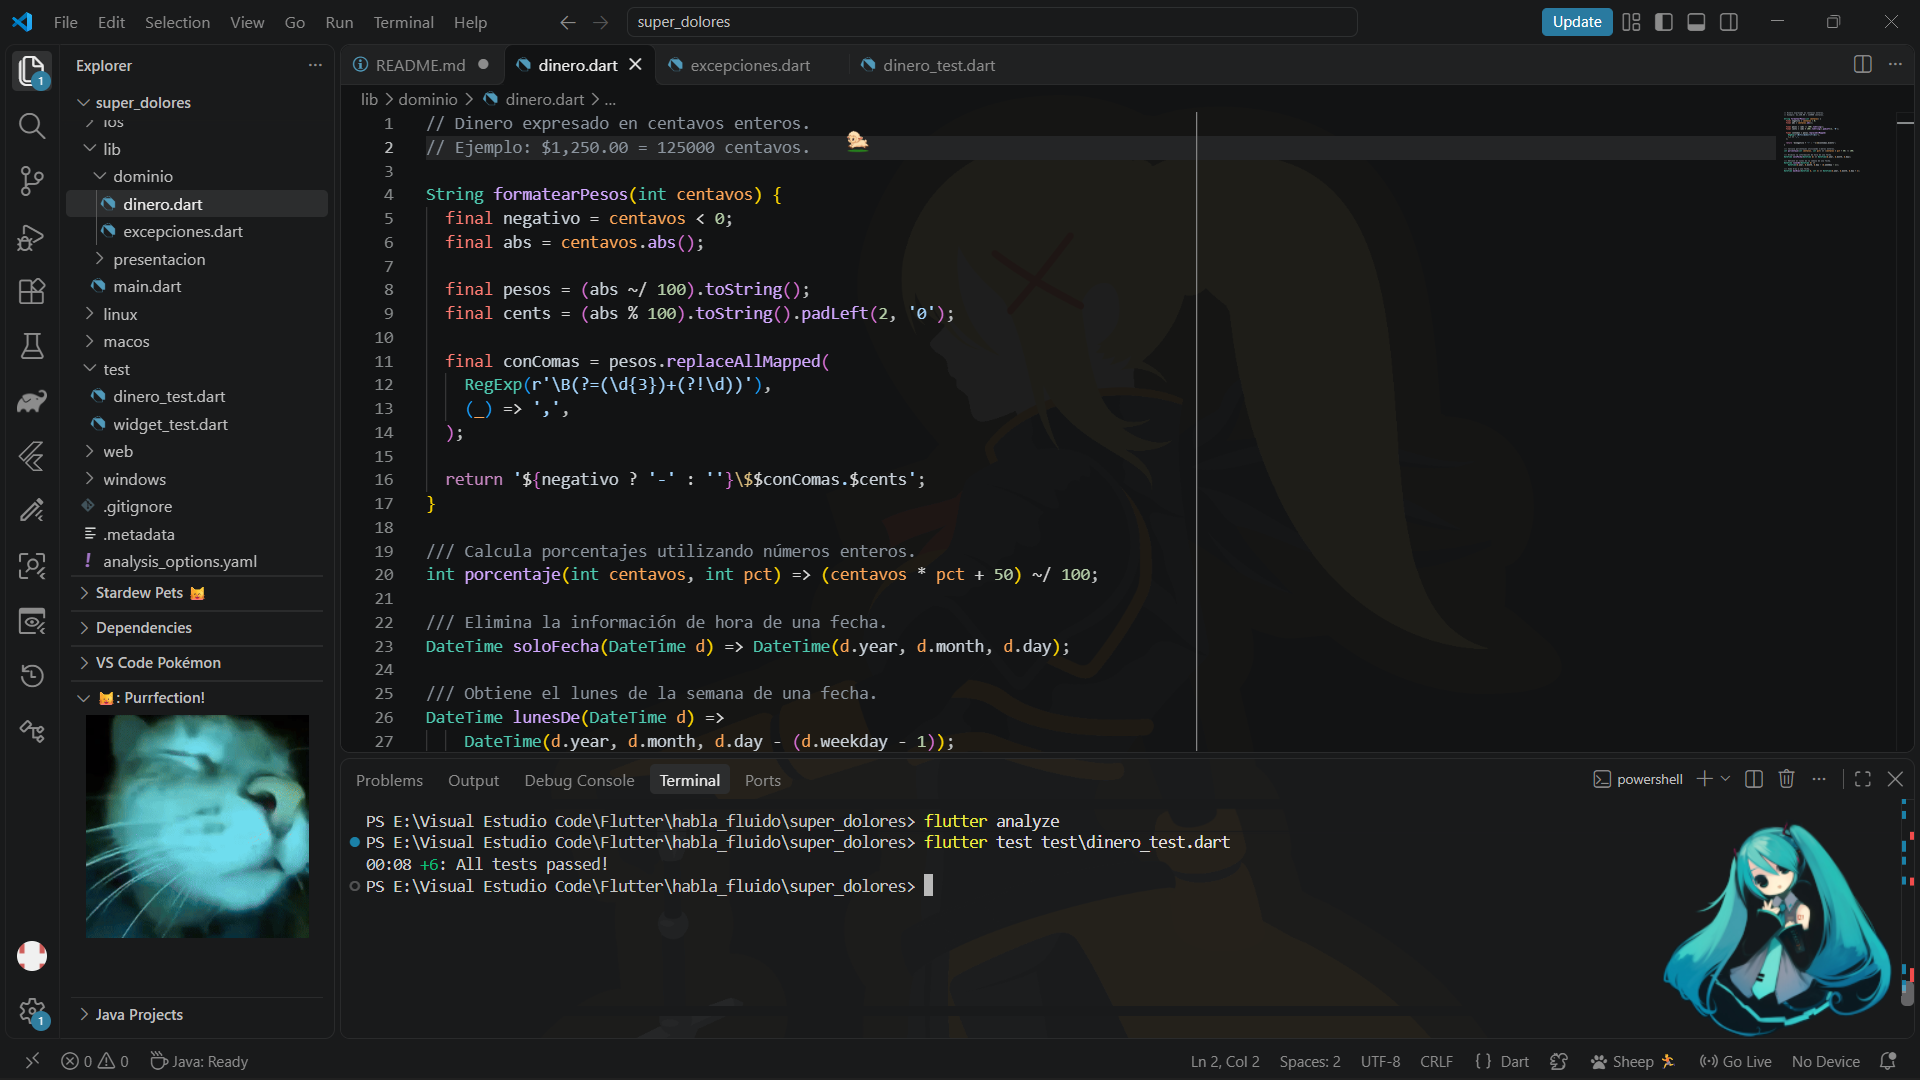 File Edit Selection View Go Run Terminal Help
super_dolores
Update
Explorer
super_dolores
ios
lib
dominio
dinero.dart
excepciones.dart
presentacion
main.dart
linux
macos
test
dinero_test.dart
widget_test.dart
web
windows
.gitignore
.metadata
analysis_options.yaml
Stardew Pets
Dependencies
VS Code Pokémon
: Purrfection!
Java Projects
README.md
dinero.dart
excepciones.dart
dinero_test.dart
lib > dominio > dinero.dart > ...
1 // Dinero expresado en centavos enteros.
2 // Ejemplo: $1,250.00 = 125000 centavos.
3
4 String formatearPesos(int centavos) {
5 final negativo = centavos < 0;
6 final abs = centavos.abs();
7
8 final pesos = (abs ~/ 100).toString();
9 final cents = (abs % 100).toString().padLeft(2, '0');
10
11 final conComas = pesos.replaceAllMapped(
12 RegExp(r'\B(?=(\d{3})+(?!\d))'),
13 (_) => ',',
14 );
15
16 return '${negativo ? '-' : ''}\$$conComas.$cents';
17 }
18
19 /// Calcula porcentajes utilizando números enteros.
20 int porcentaje(int centavos, int pct) => (centavos * pct + 50) ~/ 100;
21
22 /// Elimina la información de hora de una fecha.
23 DateTime soloFecha(DateTime d) => DateTime(d.year, d.month, d.day);
24
25 /// Obtiene el lunes de la semana de una fecha.
26 DateTime lunesDe(DateTime d) =>
27 DateTime(d.year, d.month, d.day - (d.weekday - 1));
Problems Output Debug Console Terminal Ports
powershell
PS E:\Visual Estudio Code\Flutter\habla_fluido\super_dolores> flutter analyze
PS E:\Visual Estudio Code\Flutter\habla_fluido\super_dolores> flutter test test\dinero_test.dart
00:08 +6: All tests passed!
PS E:\Visual Estudio Code\Flutter\habla_fluido\super_dolores>
1
1
0 0 Java: Ready
Ln 2, Col 2 Spaces: 2 UTF-8 CRLF { } Dart Sheep Go Live No Device